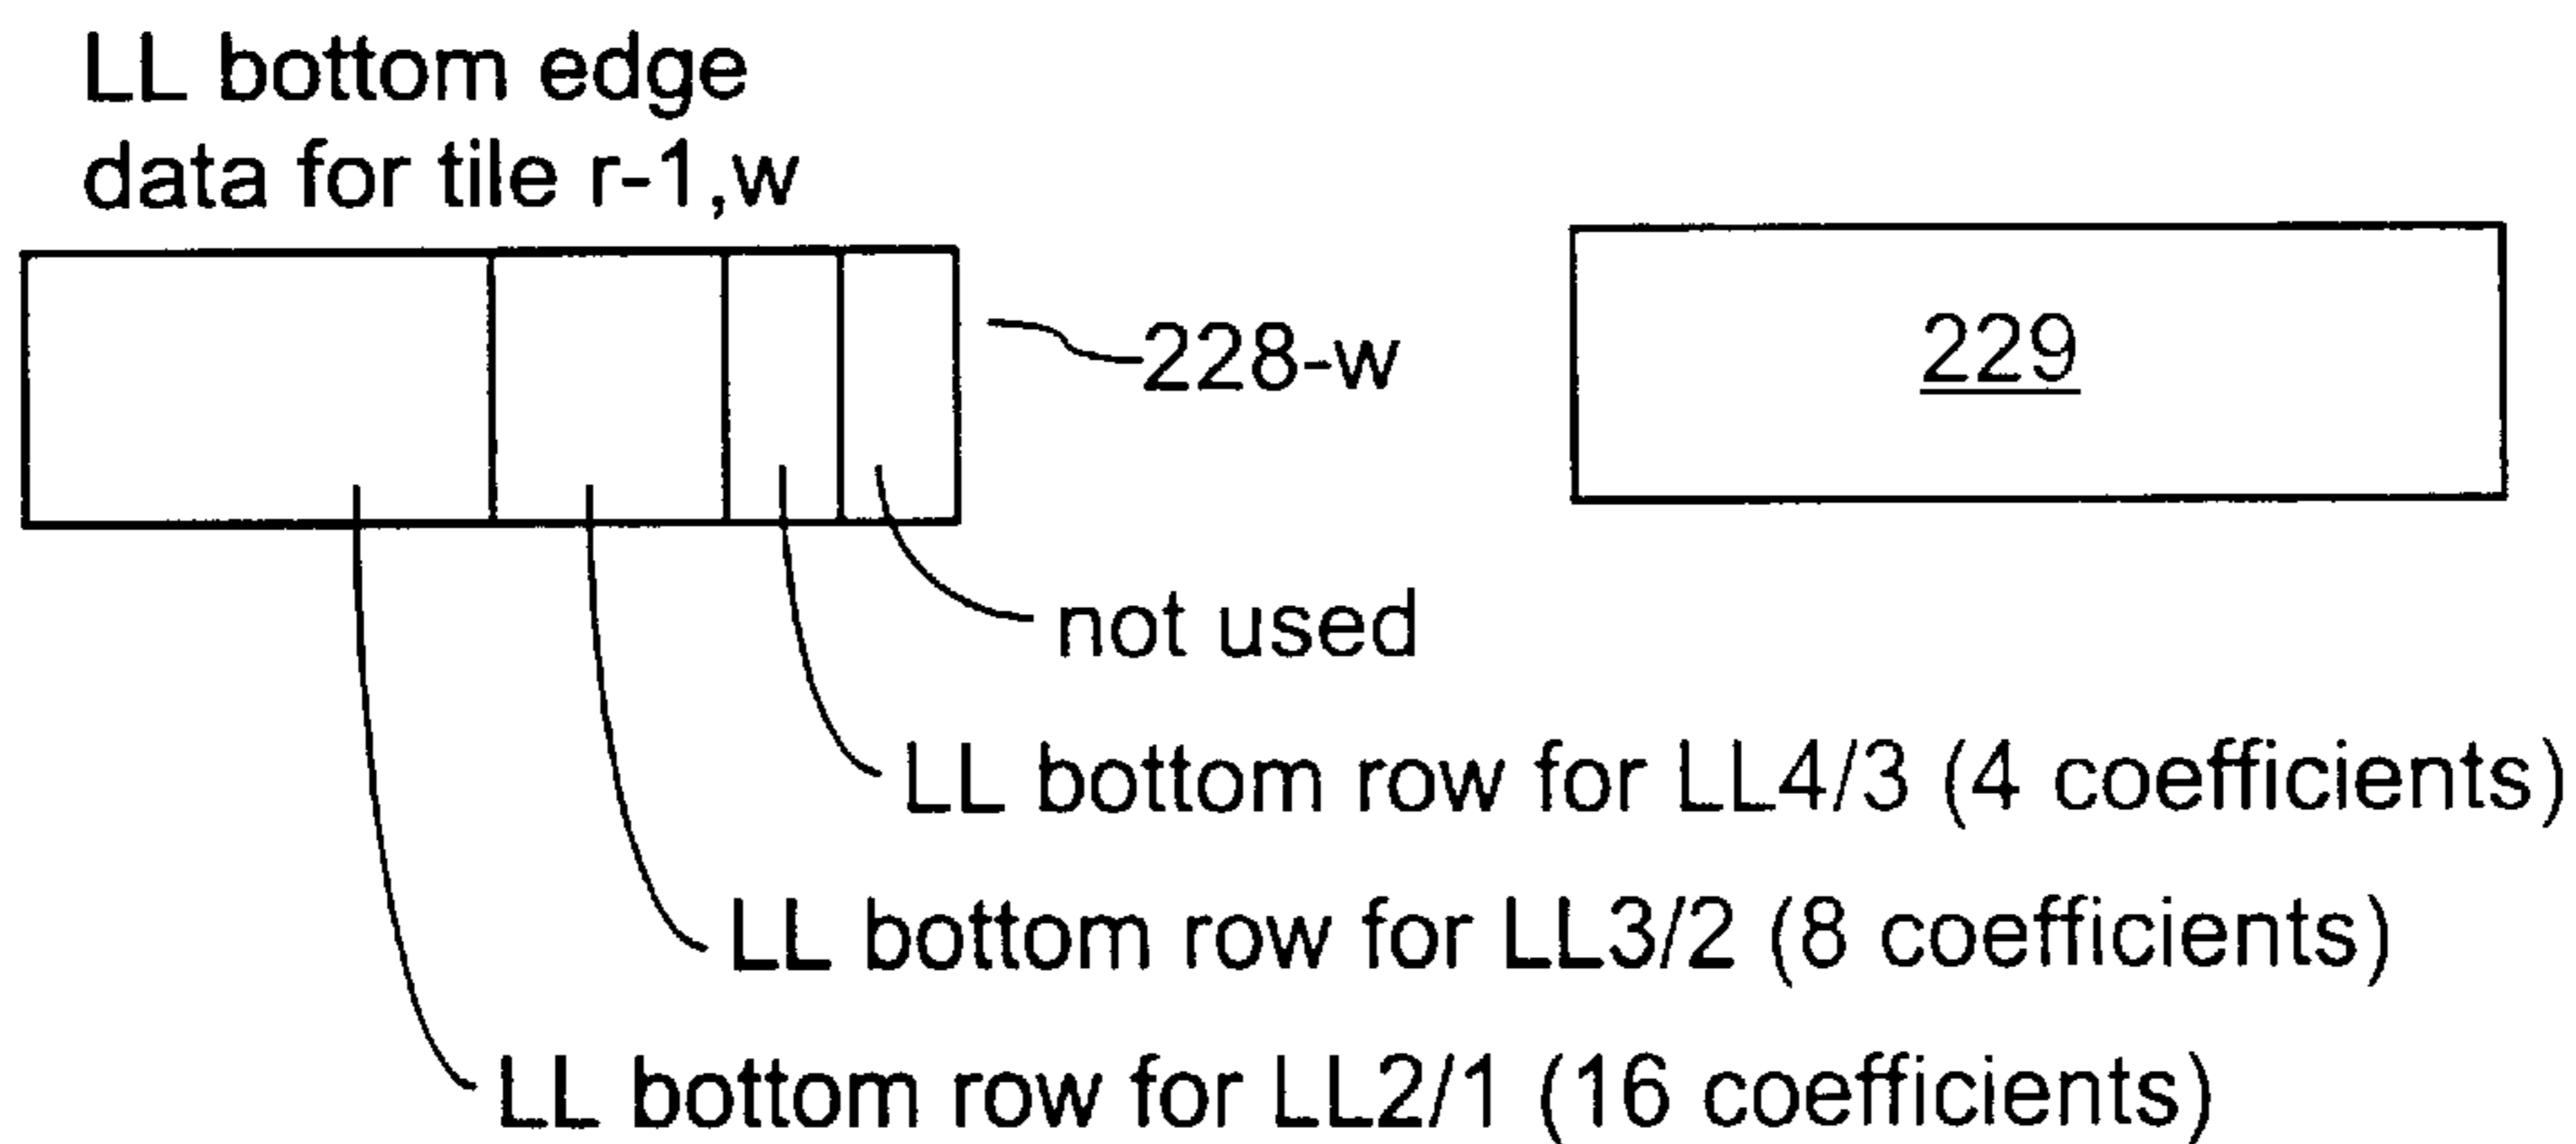 LL bottom edge
data for tile r-1,w
228-w
229
not used
LL bottom row for LL4/3 (4 coefficients)
LL bottom row for LL3/2 (8 coefficients)
LL bottom row for LL2/1 (16 coefficients)